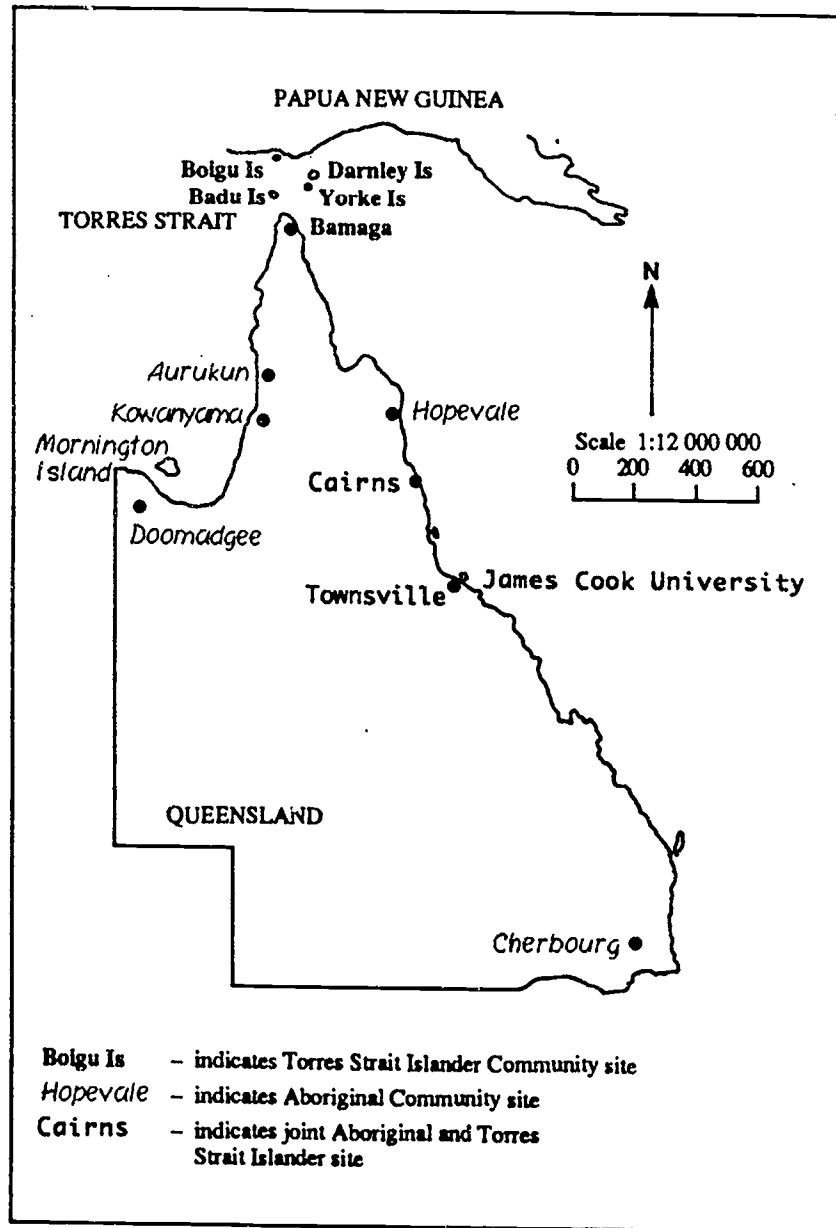 PAPUA NEW GUINEA
Boigu Is
Darnley Is
Badu Is
Yorke Is
TORRES STRAIT
Bamaga
N
Aurukun
Kowanyama
Hopevale
Mornington
Island
Scale 1:12 000 000
0 200 400 600
Cairns
Doomadgee
James Cook University
Townsville
QUEENSLAND
Cherbourg
Boigu Is – indicates Torres Strait Islander Community site
Hopevale – indicates Aboriginal Community site
Cairns – indicates joint Aboriginal and Torres
Strait Islander site